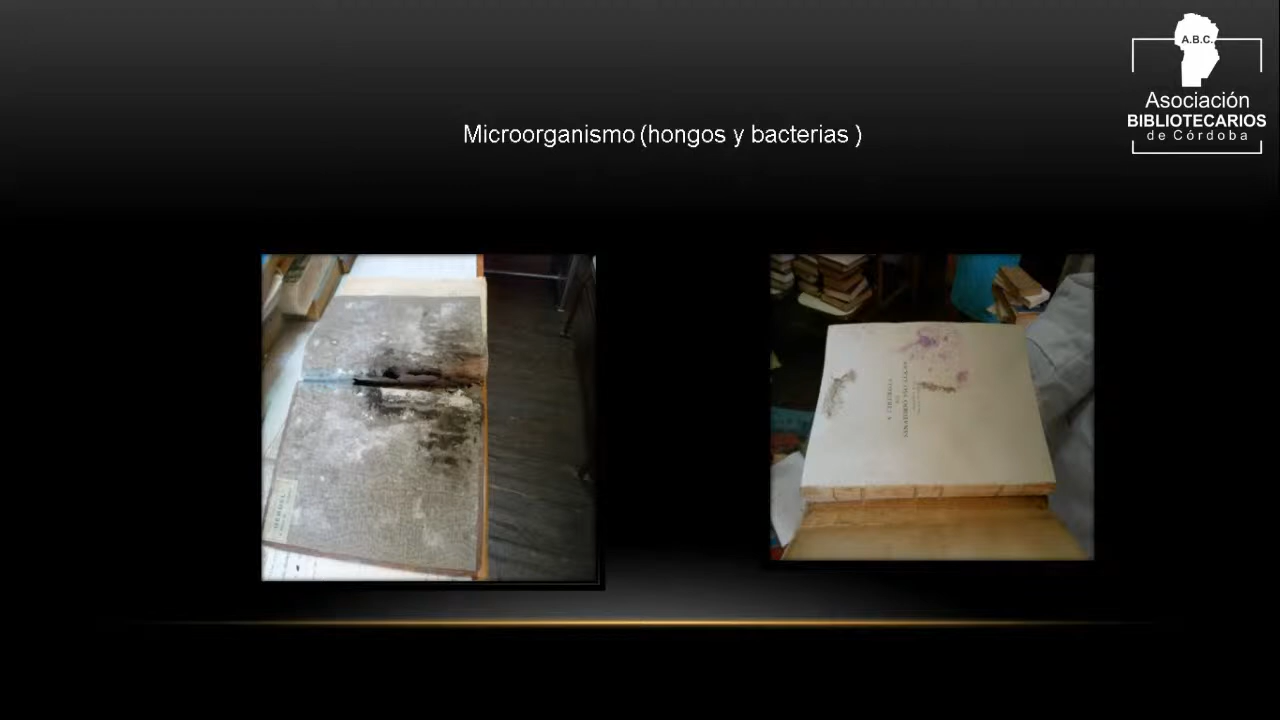 A.B.C.
Asociación
BIBLIOTECARIOS
de Córdoba
Microorganismo (hongos y bacterias )